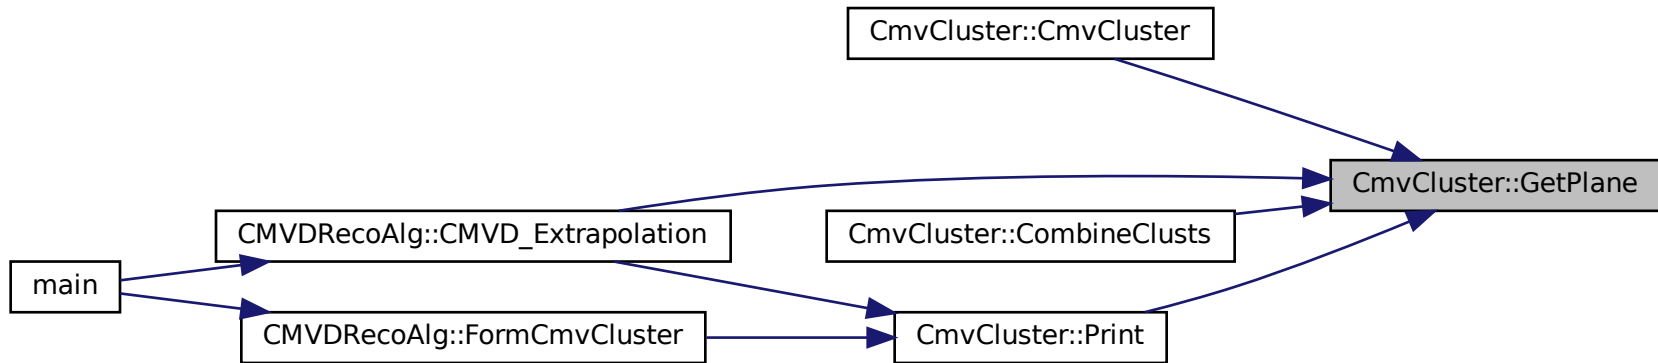 CmvCluster::CmvCluster
CmvCluster::GetPlane
CMVDRecoAlg::CMVD_Extrapolation
CmvCluster::CombineClusts
main
CMVDRecoAlg::FormCmvCluster
CmvCluster::Print